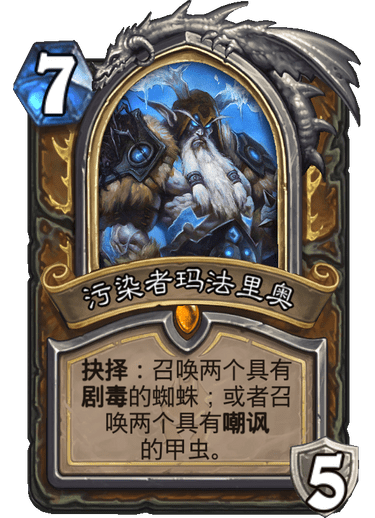 7
污染者玛法里奥
抉择：召唤两个具有
剧毒的蜘蛛；或者召
唤两个具有嘲讽
的甲虫。
5